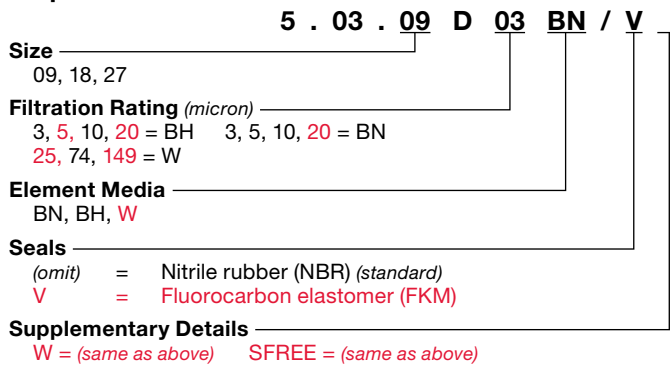 5 . 03 . 09 D 03 BN / V
Size
09, 18, 27
Filtration Rating (micron)
3, 5, 10, 20 = BH 3, 5, 10, 20 = BN
25, 74, 149 = W
Element Media
BN, BH, W
Seals
(omit) = Nitrile rubber (NBR) (standard)
V = Fluorocarbon elastomer (FKM)
Supplementary Details
W = (same as above) SFREE = (same as above)